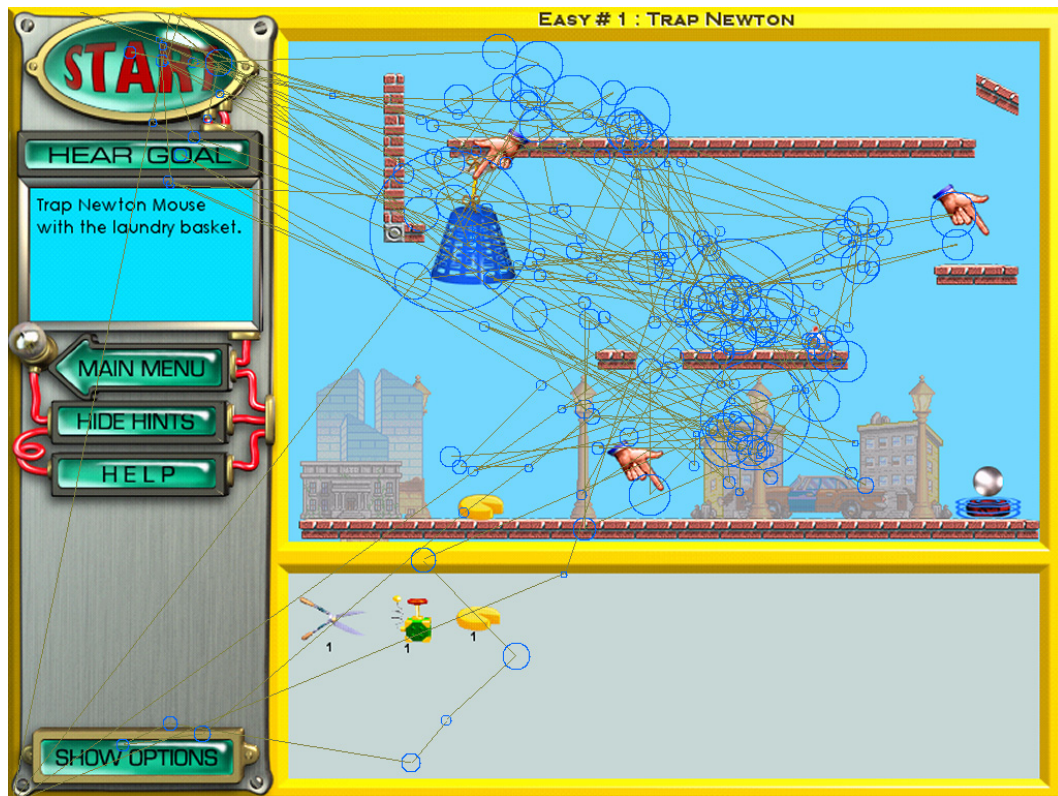 EASY # 1 : TRAP NEWTON
START
HEAR GOAL
Trap Newton Mouse
with the laundry basket.
MAIN MENU
HIDE HINTS
HELP
1
1
1
SHOW OPTIONS